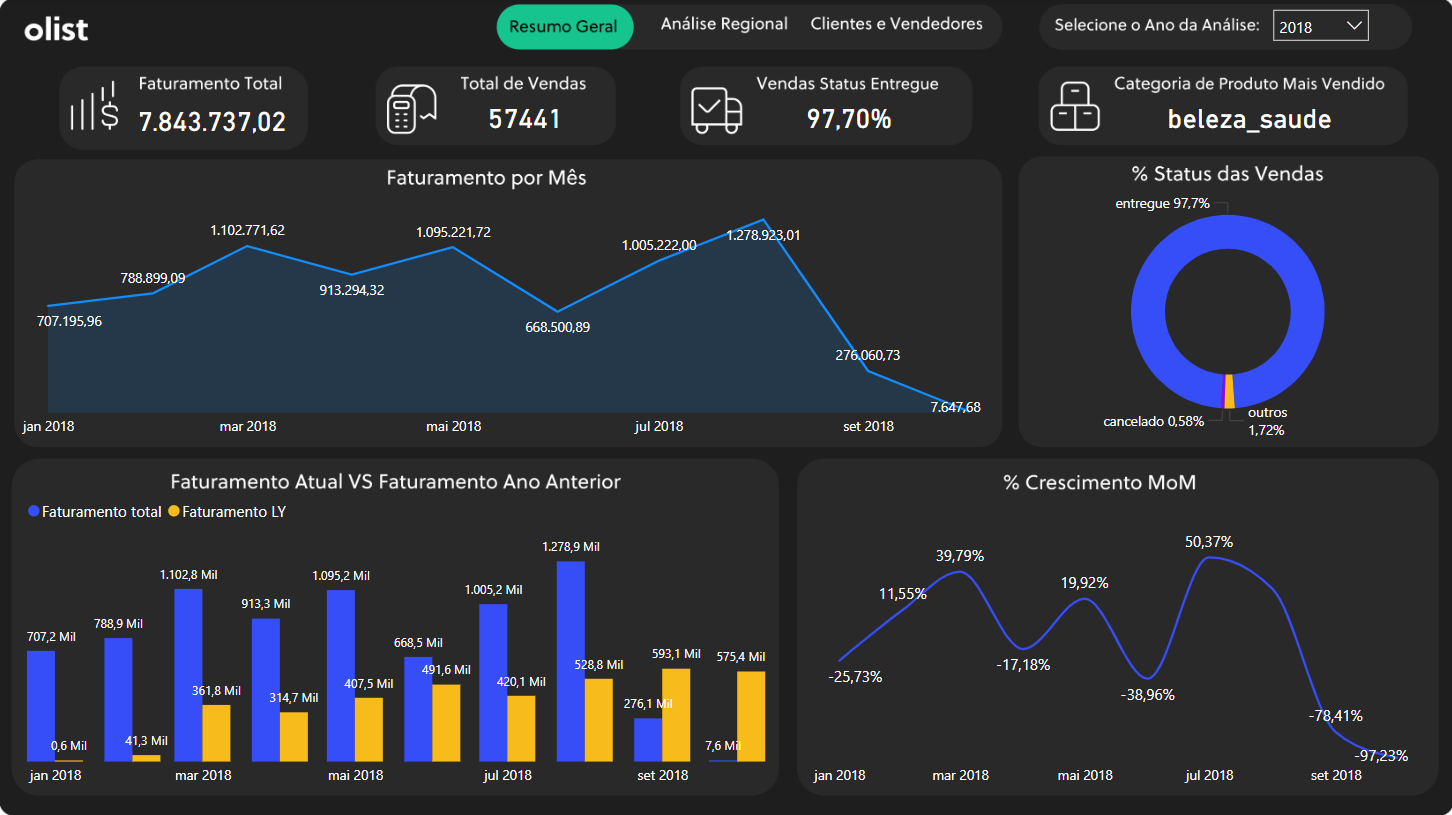 olist
Resumo Geral
Análise Regional
Clientes e Vendedores
Selecione o Ano da Análise:
2018
Faturamento Total
7.843.737,02
Total de Vendas
57441
Vendas Status Entregue
97,70%
Categoria de Produto Mais Vendido
beleza_saude
Faturamento por Mês
707.195,96
788.899,09
1.102.771,62
913.294,32
1.095.221,72
668.500,89
1.005.222,00
1.278.923,01
276.060,73
7.647,68
jan 2018
mar 2018
mai 2018
jul 2018
set 2018
% Status das Vendas
entregue 97,7%
cancelado 0,58%
outros
1,72%
Faturamento Atual VS Faturamento Ano Anterior
Faturamento total
Faturamento LY
707,2 Mil
0,6 Mil
788,9 Mil
41,3 Mil
1.102,8 Mil
361,8 Mil
913,3 Mil
314,7 Mil
1.095,2 Mil
407,5 Mil
668,5 Mil
491,6 Mil
1.005,2 Mil
420,1 Mil
1.278,9 Mil
528,8 Mil
276,1 Mil
593,1 Mil
7,6 Mil
575,4 Mil
jan 2018
mar 2018
mai 2018
jul 2018
set 2018
% Crescimento MoM
-25,73%
11,55%
39,79%
-17,18%
19,92%
-38,96%
50,37%
-78,41%
-97,23%
jan 2018
mar 2018
mai 2018
jul 2018
set 2018